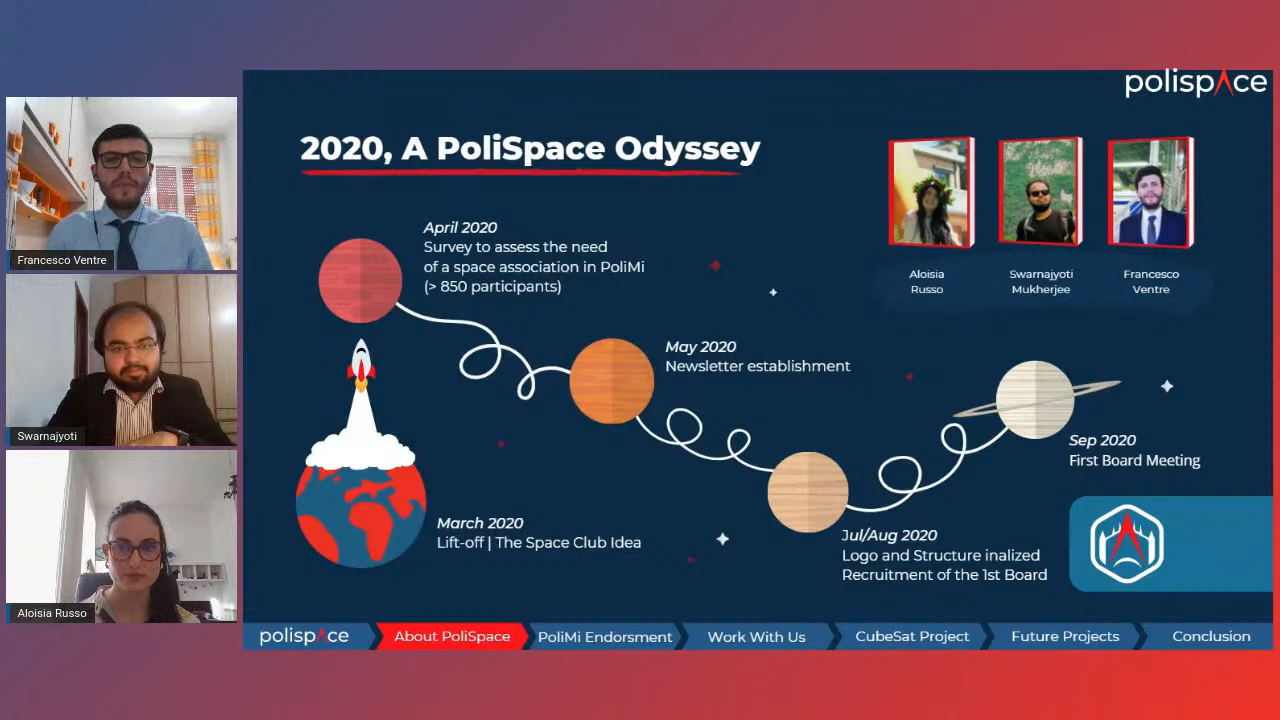 polispace
2020, A PoliSpace Odyssey
April 2020
Survey to assess the need
of a space association in PoliMi
(> 850 participants)
Aloisia
Russo
Swarnajyoti
Mukherjee
Francesco
Ventre
Francesco Ventre
May 2020
Newsletter establishment
Swarnajyoti
Sep 2020
First Board Meeting
March 2020
Lift-off | The Space Club Idea
Jul/Aug 2020
Logo and Structure inalized
Recruitment of the 1st Board
Aloisia Russo
polispace
About PoliSpace
PoliMi Endorsment
Work With Us
CubeSat Project
Future Projects
Conclusion